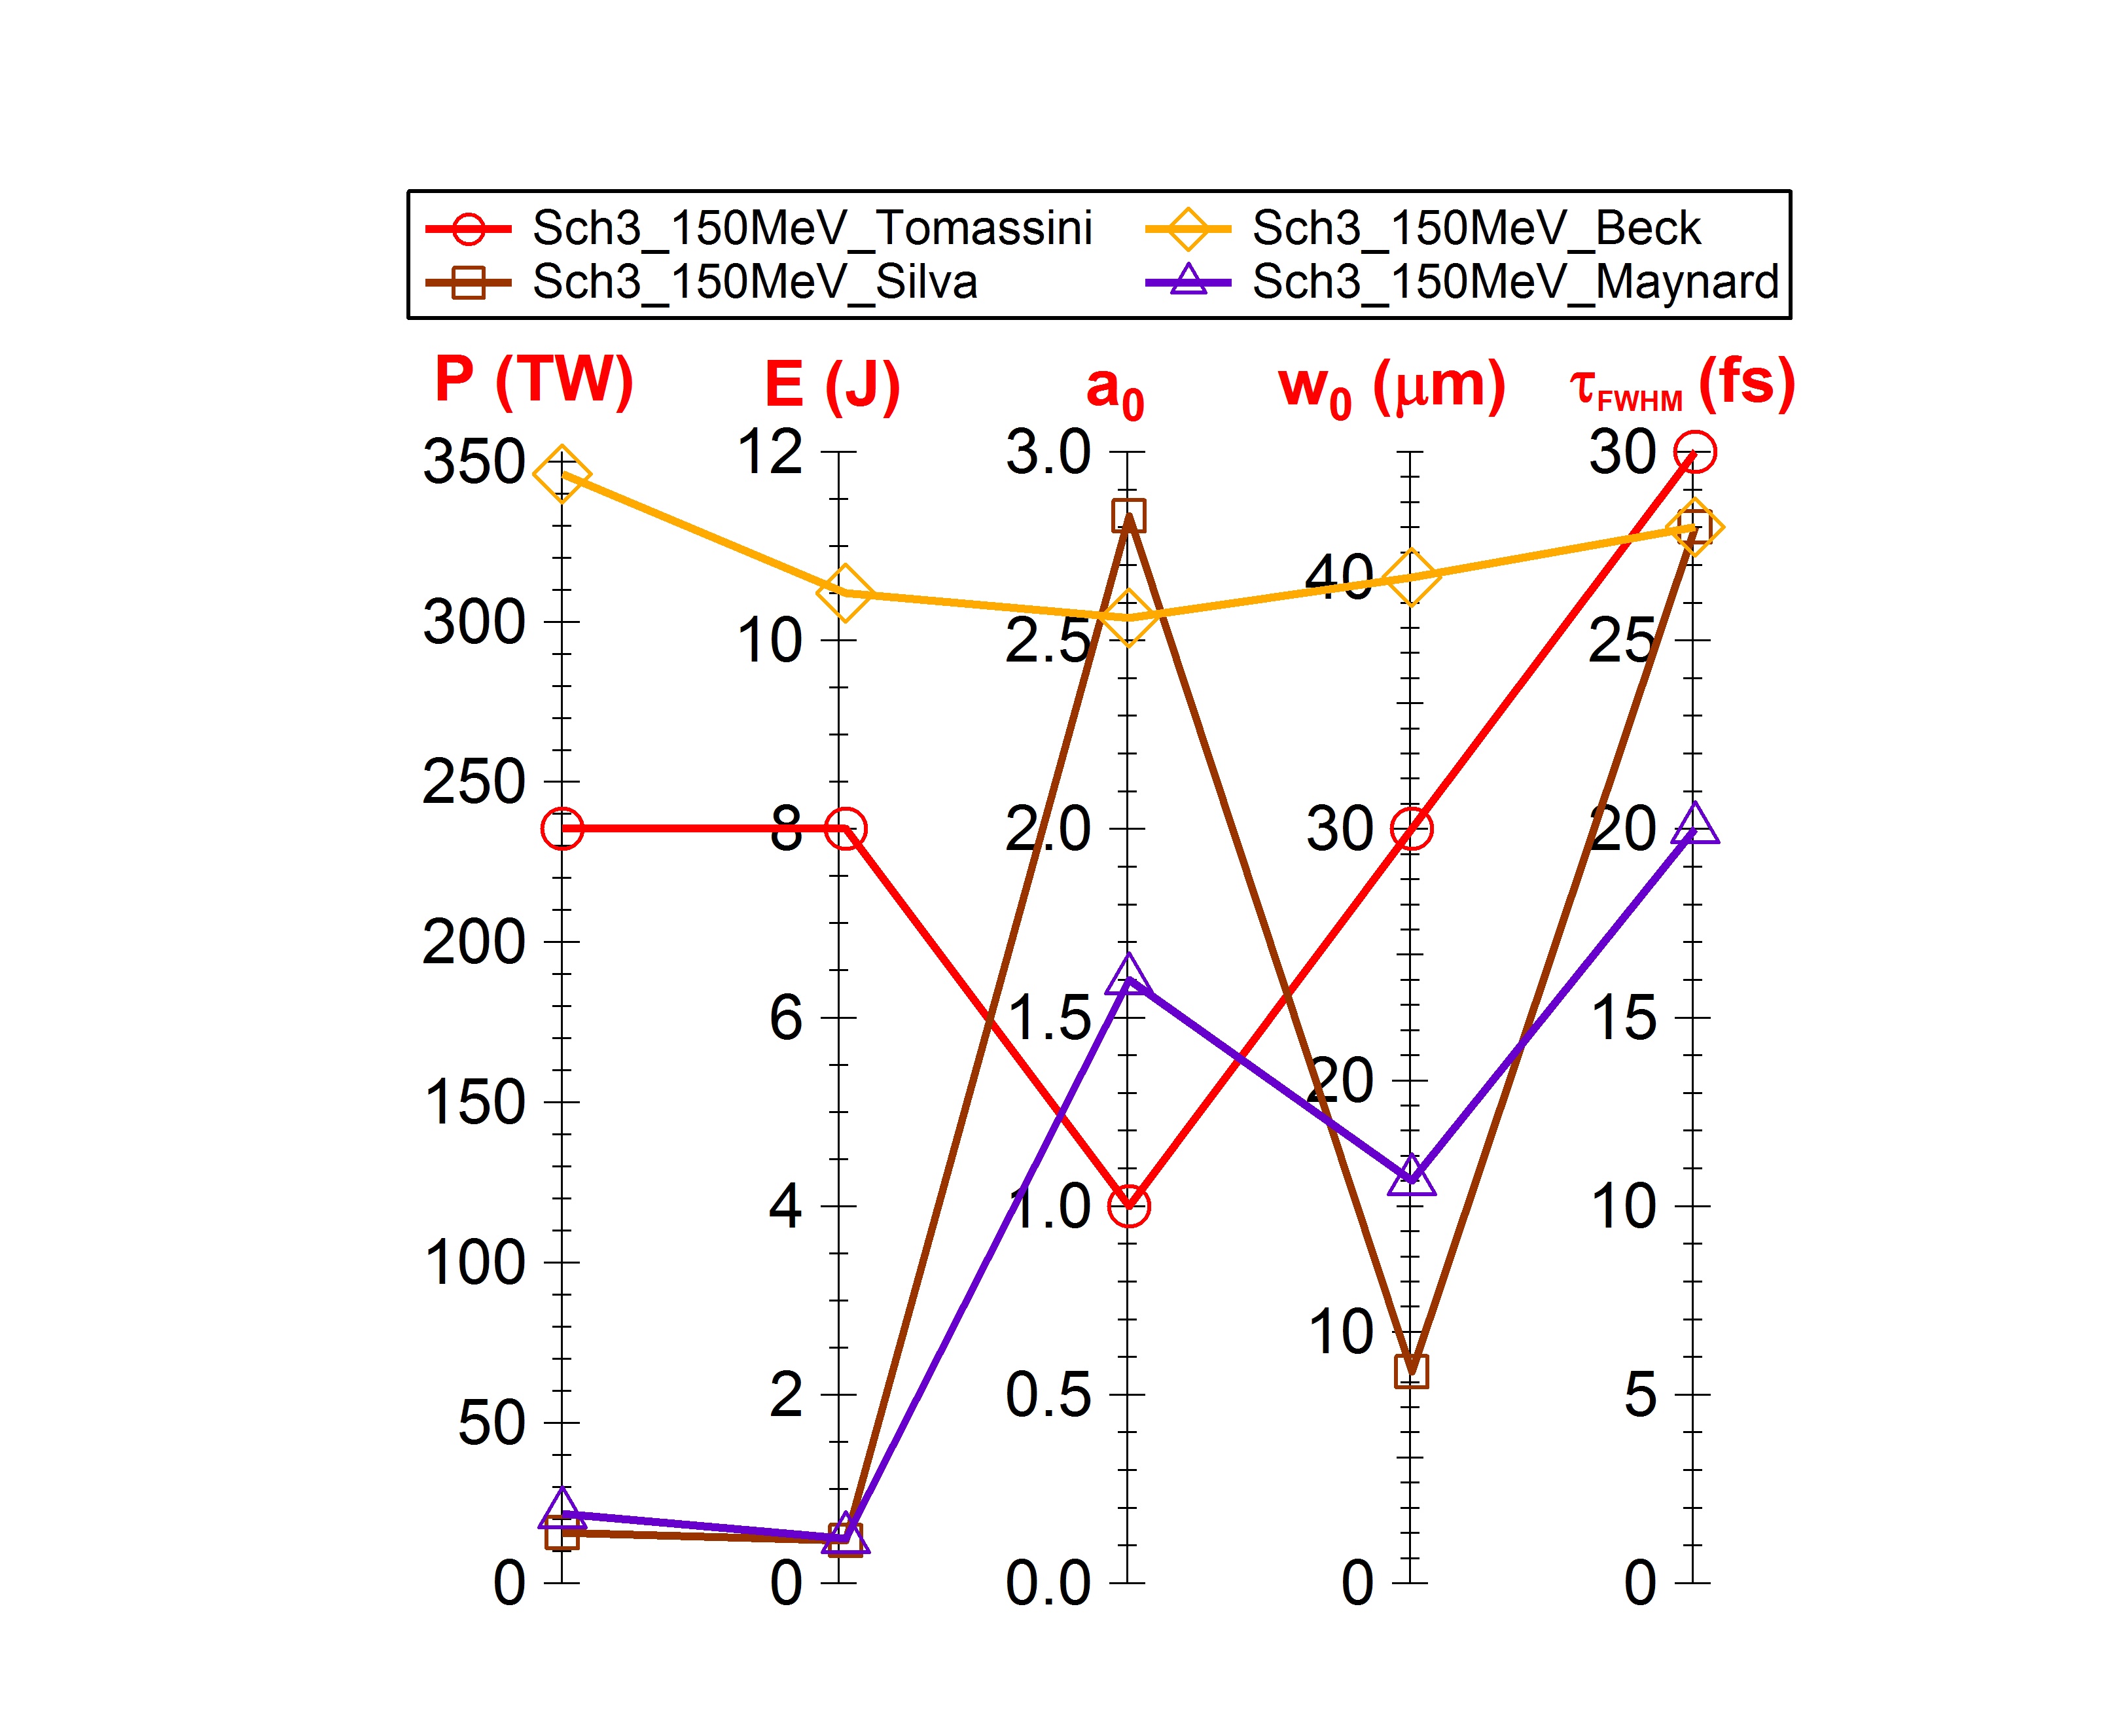 Sch3_150MeV_Tomassini Sch3_150MeV_Beck
Sch3_150MeV_Silva Sch3_150MeV_Maynard
P (TW) E (J) a₀ w₀ (μm) τFWHM (fs)
350 12 3.0 30
300 10 2.5 40 25
250 8 2.0 30 20
200 6 1.5 20 15
150 4 1.0 10 10
100 2 0.5 0 5
50 0 0.0 0
0